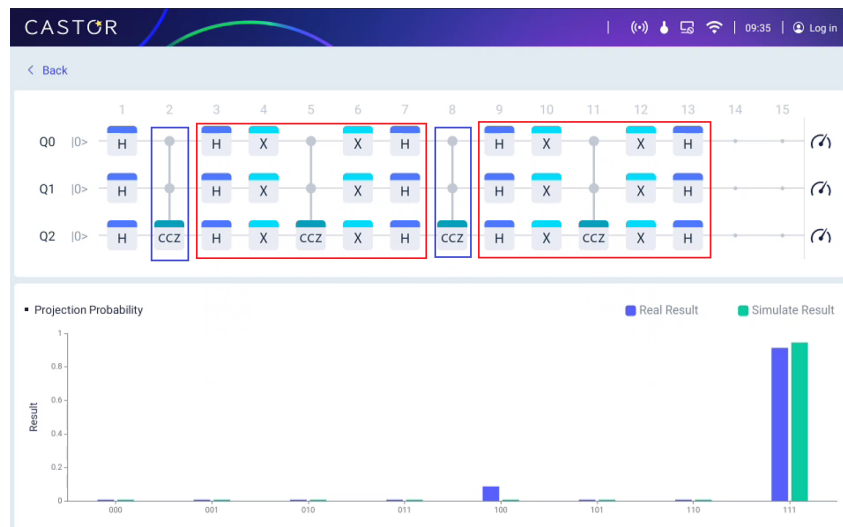 CASTOR | | 09:35 | Log in
< Back
1 2 3 4 5 6 7 8 9 10 11 12 13 14 15
Q0 |0> H H X X H H X X H
Q1 |0> H H X X H H X X H
Q2 |0> H CCZ H X CCZ X H CCZ H X CCZ X H
Projection Probability Real Result Simulate Result
1
0.8
0.6
0.4
0.2
0
Result
000 001 010 011 100 101 110 111